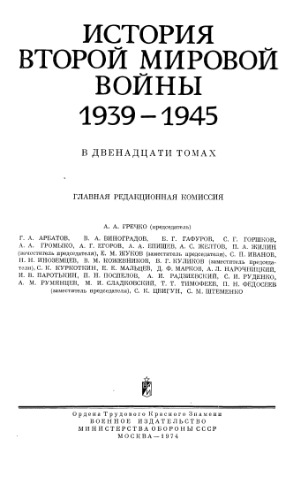 ИСТОРИЯ
ВТОРОЙ МИРОВОЙ
ВОЙНЫ
1939 – 1945
В ДВЕНАДЦАТИ ТОМАХ
ГЛАВНАЯ РЕДАКЦИОННАЯ КОМИССИЯ
А. А. ГРЕЧКО (председатель)
Г. А. АРБАТОВ, В. А. ВИНОГРАДОВ, Б. Г. ГАФУРОВ, С. Г. ГОРШКОВ,
А. А. ГРОМЫКО, А. Г. ЕГОРОВ, А. А. ЕПИШЕВ, А. С. ЖЕЛТОВ, П. А. ЖИЛИН
(заместитель председателя), Е. М. ЖУКОВ (заместитель председателя), С. П. ИВАНОВ,
Н. Н. ИНОЗЕМЦЕВ, В. М. КОЖЕВНИКОВ, В. Г. КУЛИКОВ (заместитель председа-
теля), С. К. КУРКОТКИН, Е. Е. МАЛЬЦЕВ, Д. Ф. МАРКОВ, А. Л. НАРОЧНИЦКИЙ,
И. В. ПАРОТЬКИН, П. Н. ПОСПЕЛОВ, А. И. РАДЗИЕВСКИЙ, С. И. РУДЕНКО,
А. М. РУМЯНЦЕВ, М. И. СЛАДКОВСКИЙ, Т. Т. ТИМОФЕЕВ, П. Н. ФЕДОСЕЕВ
(заместитель председателя), С. К. ЦВИГУН, С. М. ШТЕМЕНКО
Ордена Трудового Красного Знамени
ВОЕННОЕ ИЗДАТЕЛЬСТВО
МИНИСТЕРСТВА ОБОРОНЫ СССР
МОСКВА—1974